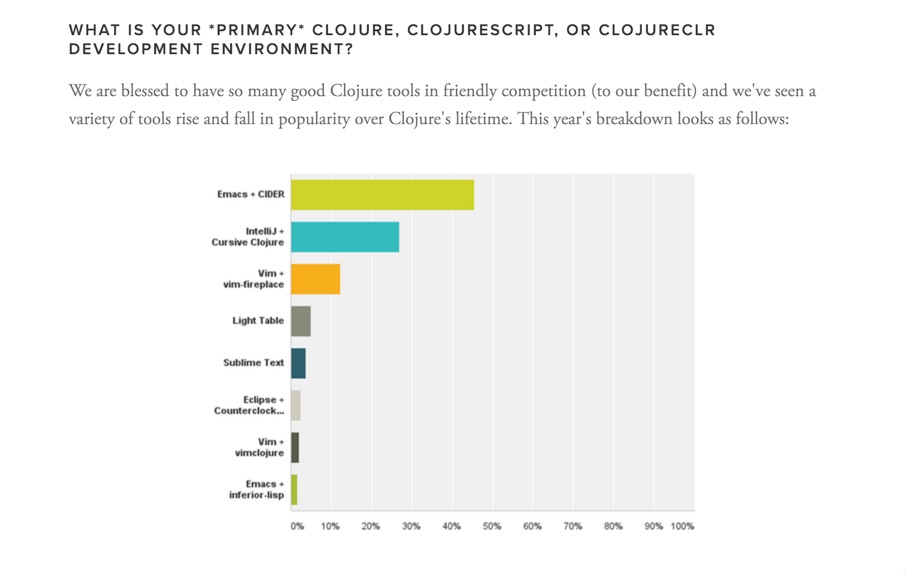 WHAT IS YOUR *PRIMARY* CLOJURE, CLOJURESCRIPT, OR CLOJURECLR
DEVELOPMENT ENVIRONMENT?
We are blessed to have so many good Clojure tools in friendly competition (to our benefit) and we've seen a
variety of tools rise and fall in popularity over Clojure's lifetime. This year's breakdown looks as follows:
Emacs + CIDER
IntelliJ +
Cursive Clojure
Vim +
vim-fireplace
Light Table
Sublime Text
Eclipse +
Counterclock...
Vim +
vimclojure
Emacs +
inferior-lisp
0% 10% 20% 30% 40% 50% 60% 70% 80% 90% 100%